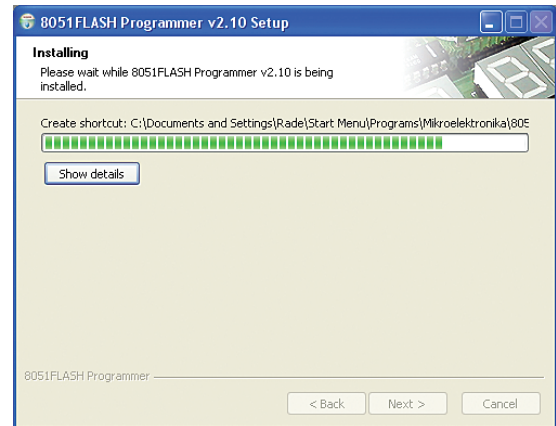 8051FLASH Programmer v2.10 Setup
Installing
Please wait while 8051FLASH Programmer v2.10 is being
installed.
Create shortcut: C:\Documents and Settings\Rade\Start Menu\Programs\Mikroelektronika\805
Show details
8051FLASH Programmer
< Back Next > Cancel